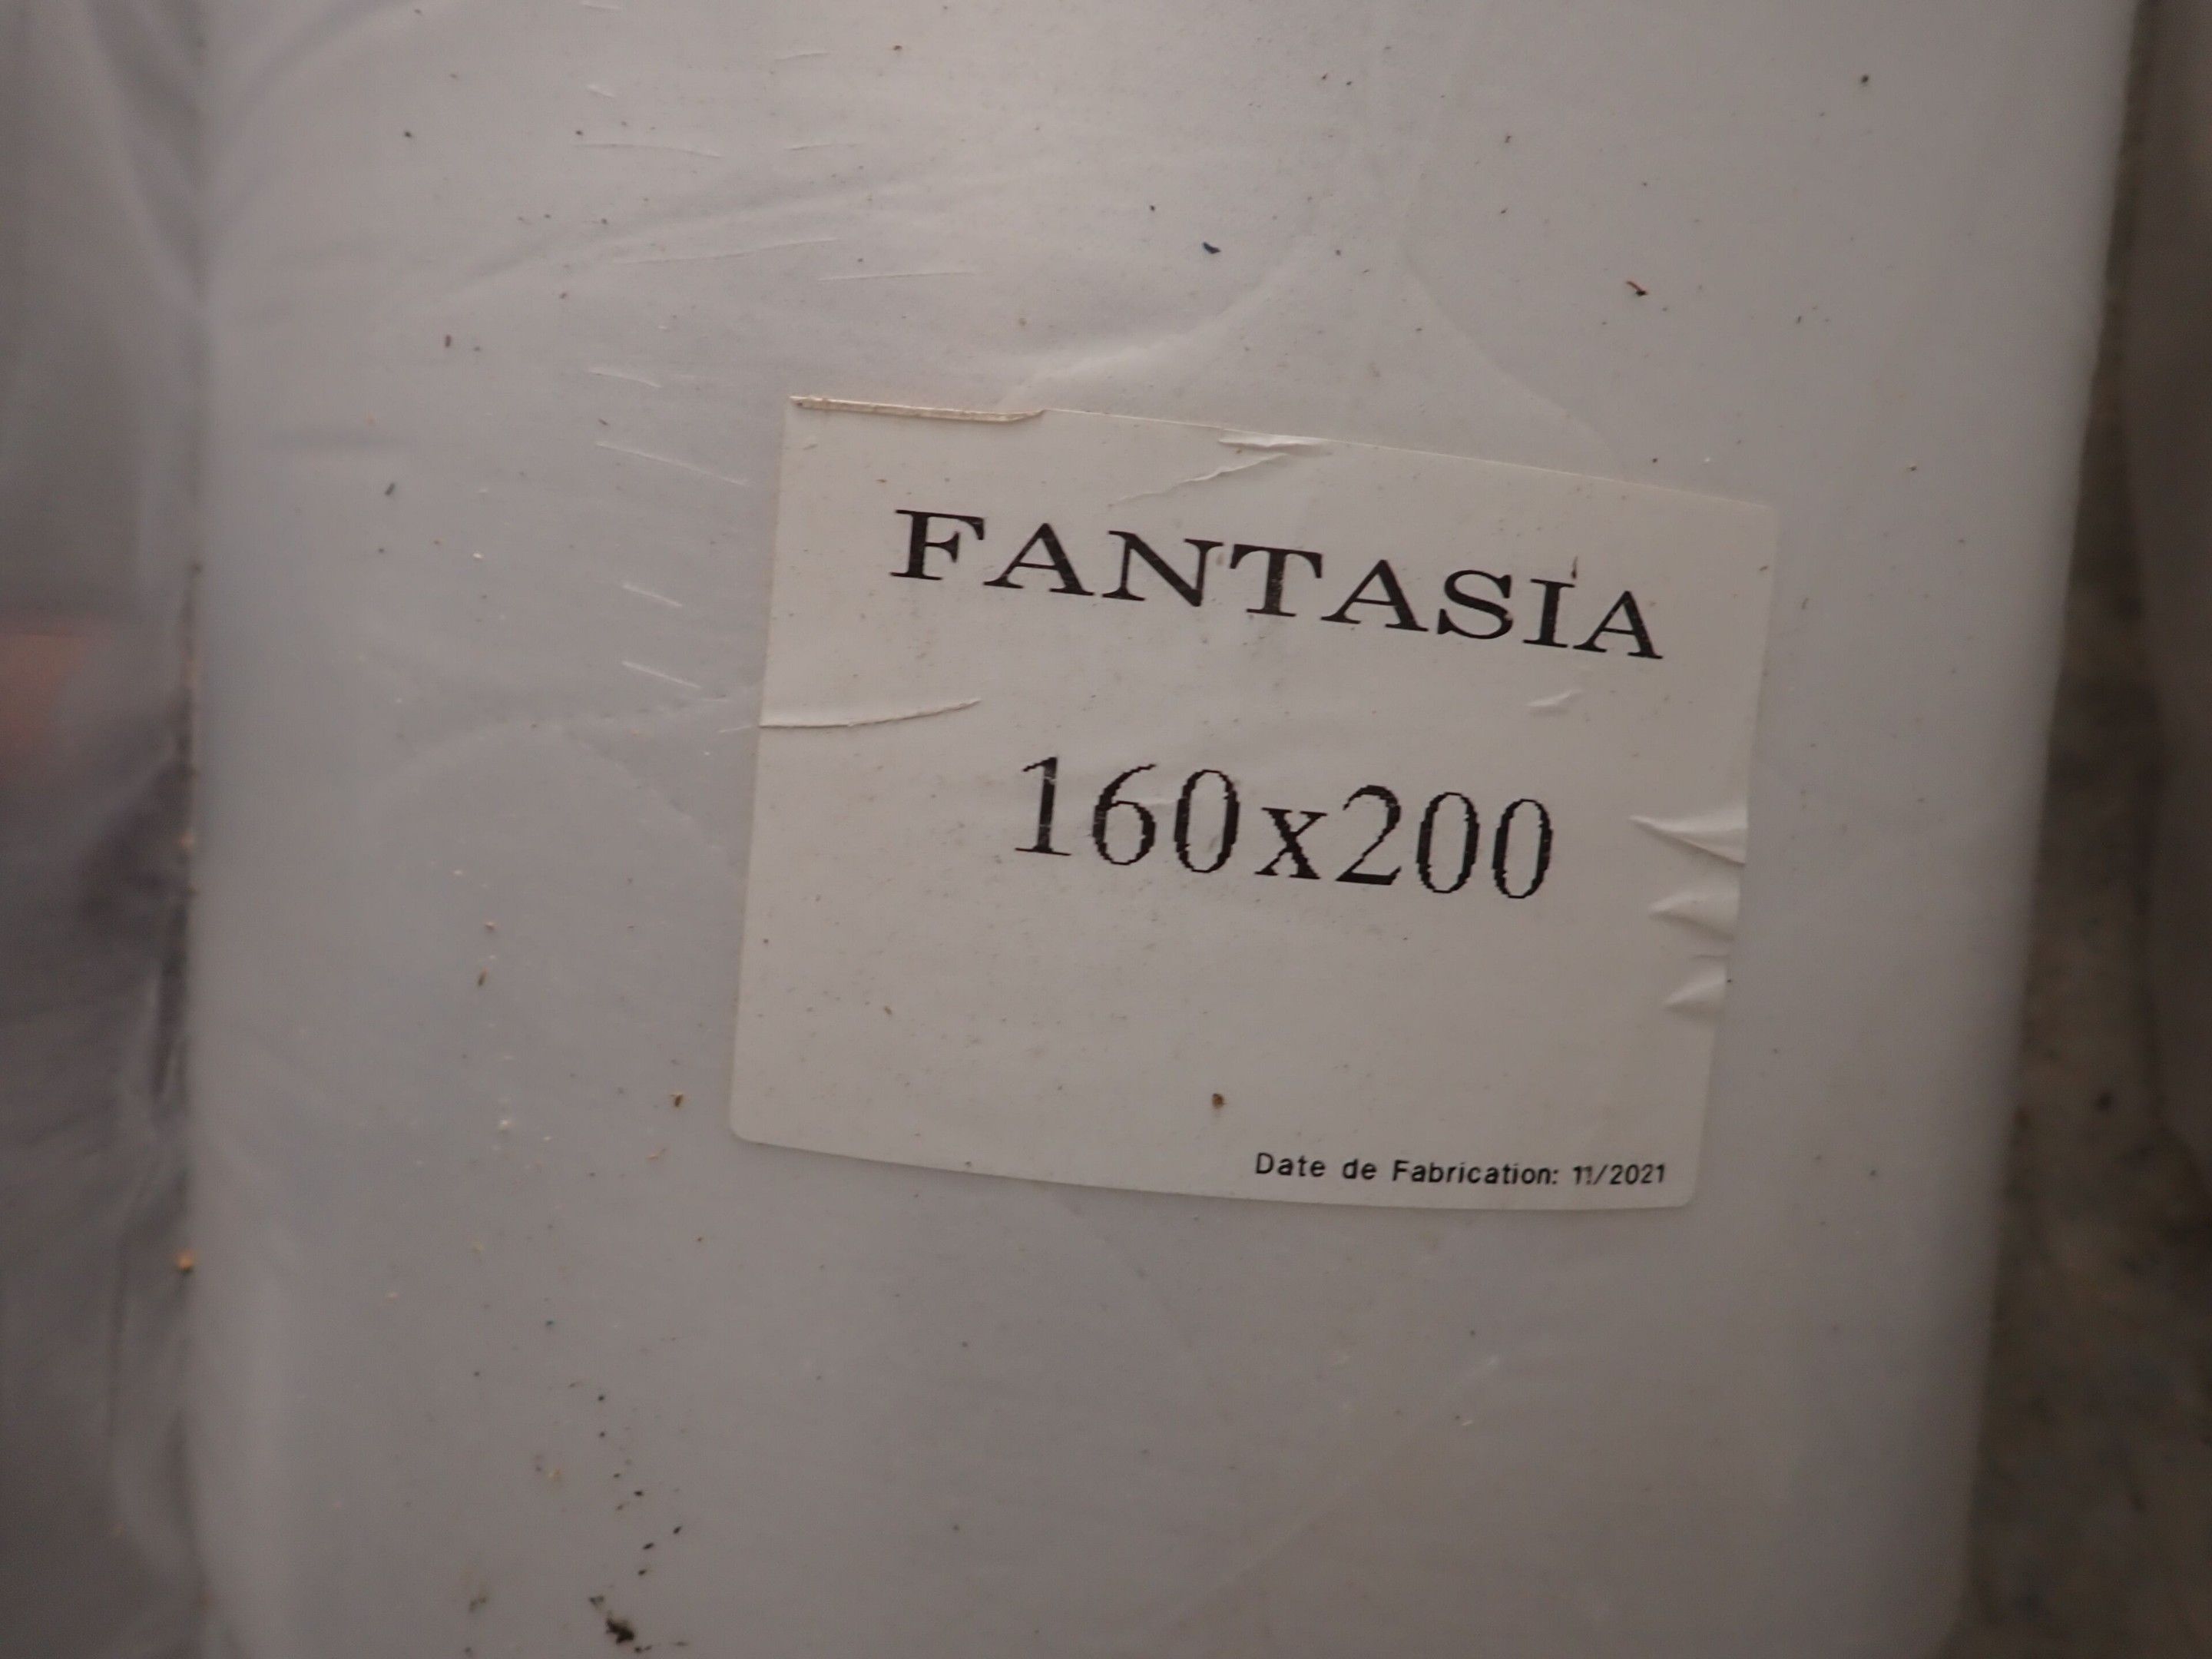 FANTASIA
160x200
Date de Fabrication: 11/2021